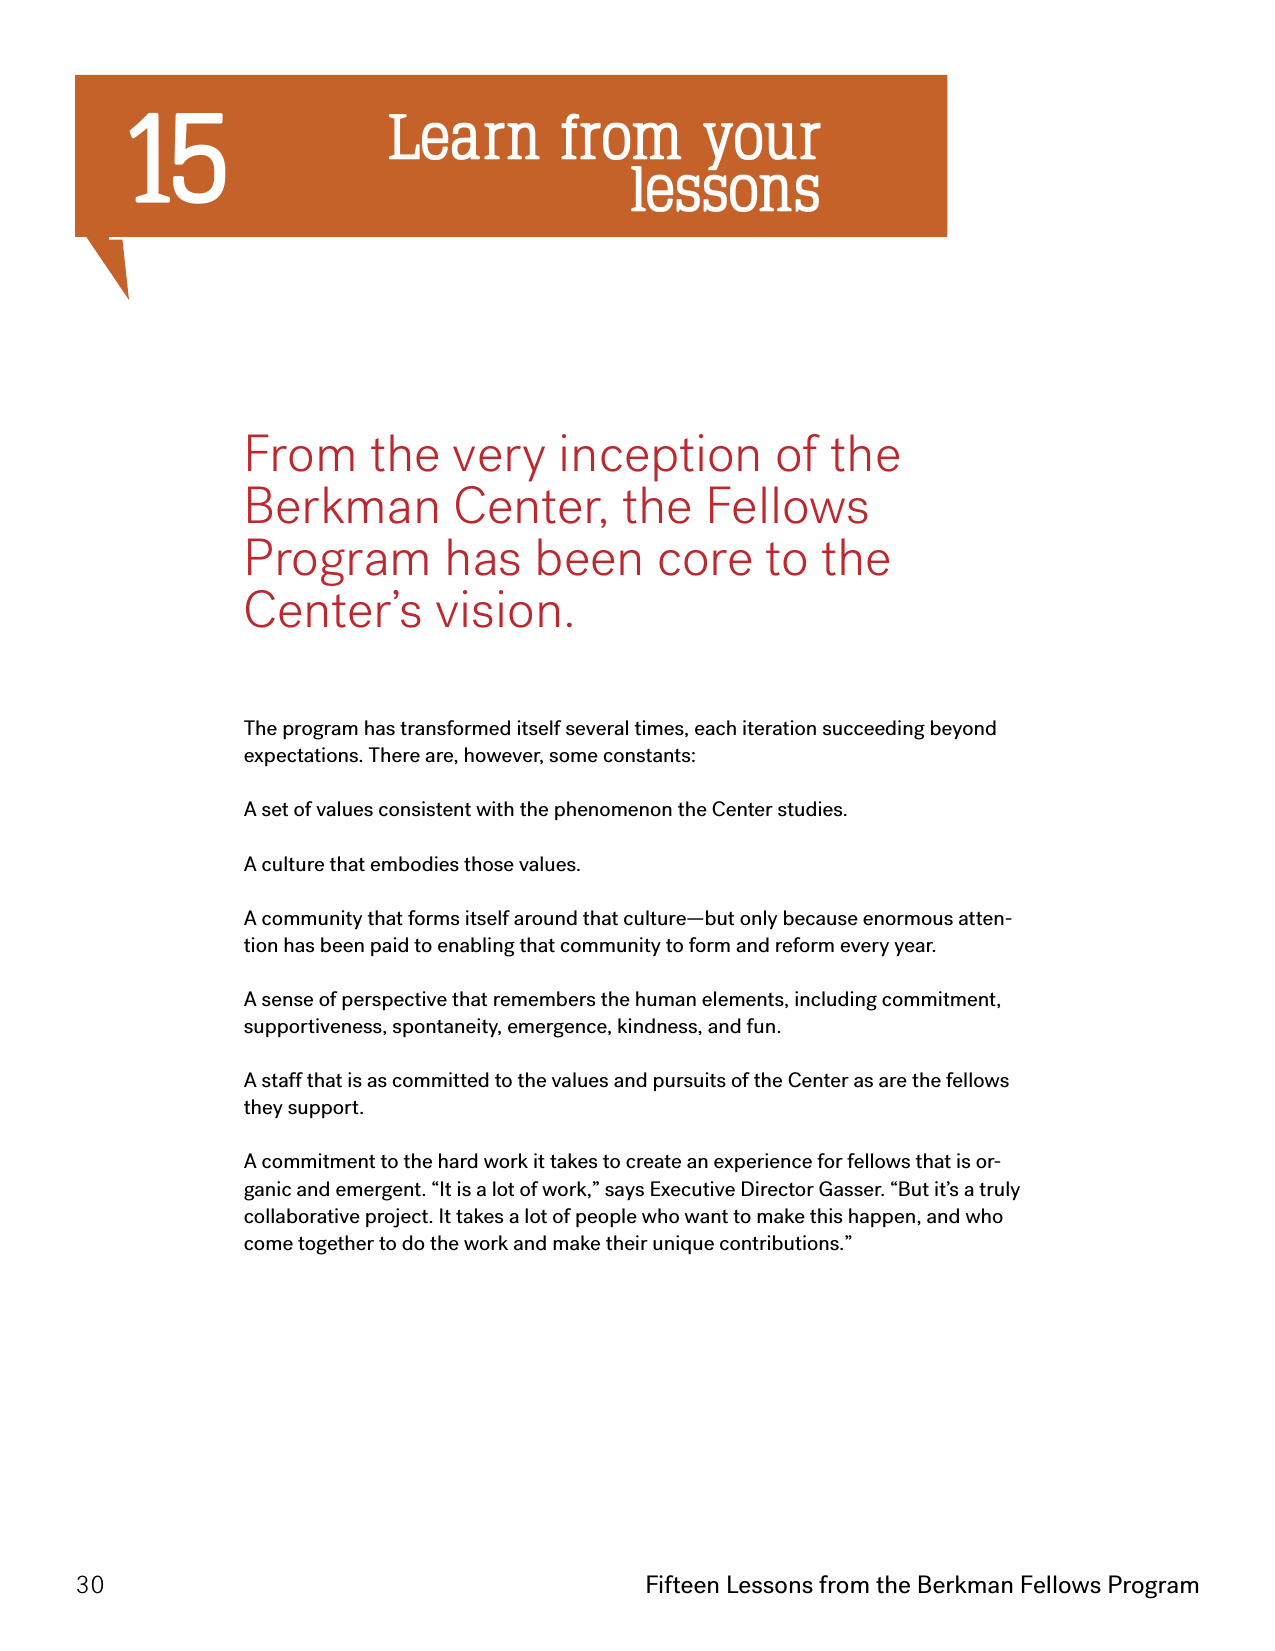 15
Learn from your
lessons
From the very inception of the
Berkman Center, the Fellows
Program has been core to the
Center’s vision.
The program has transformed itself several times, each iteration succeeding beyond
expectations. There are, however, some constants:
A set of values consistent with the phenomenon the Center studies.
A culture that embodies those values.
A community that forms itself around that culture—but only because enormous atten-
tion has been paid to enabling that community to form and reform every year.
A sense of perspective that remembers the human elements, including commitment,
supportiveness, spontaneity, emergence, kindness, and fun.
A staff that is as committed to the values and pursuits of the Center as are the fellows
they support.
A commitment to the hard work it takes to create an experience for fellows that is or-
ganic and emergent. “It is a lot of work,” says Executive Director Gasser. “But it’s a truly
collaborative project. It takes a lot of people who want to make this happen, and who
come together to do the work and make their unique contributions.”
30
Fifteen Lessons from the Berkman Fellows Program